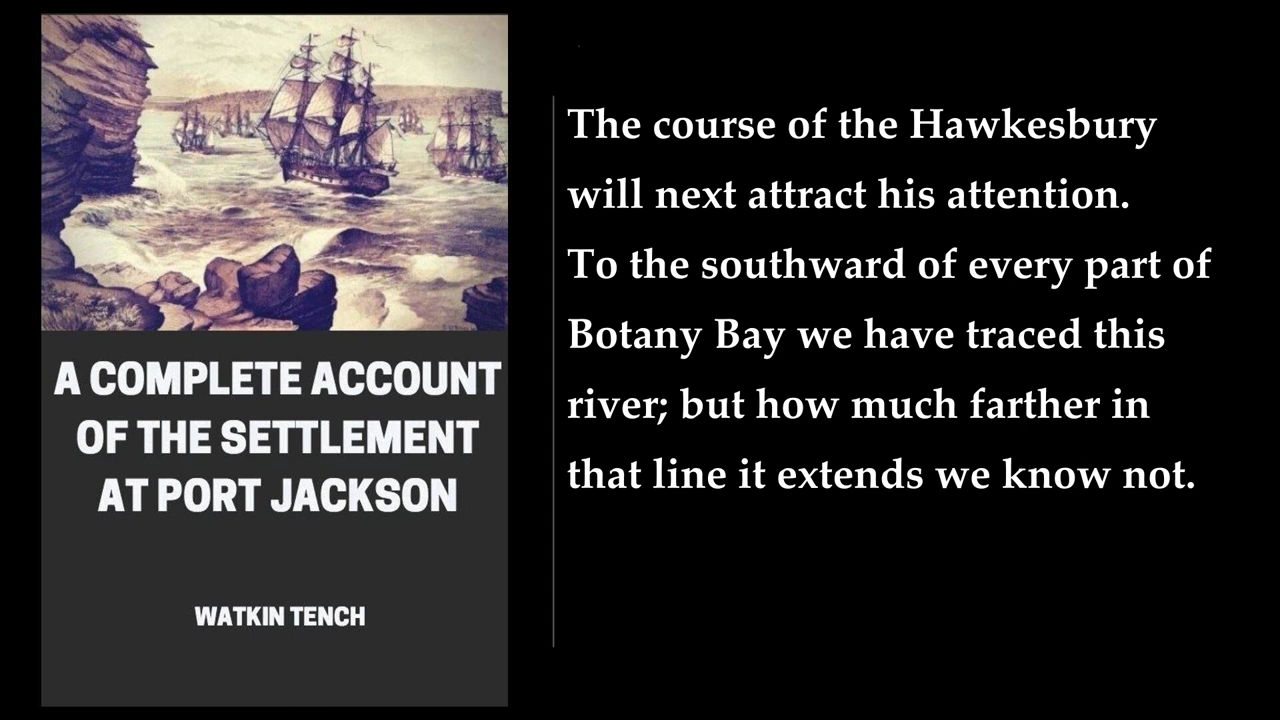 A COMPLETE ACCOUNT
OF THE SETTLEMENT
AT PORT JACKSON
WATKIN TENCH
The course of the Hawkesbury
will next attract his attention.
To the southward of every part of
Botany Bay we have traced this
river; but how much farther in
that line it extends we know not.